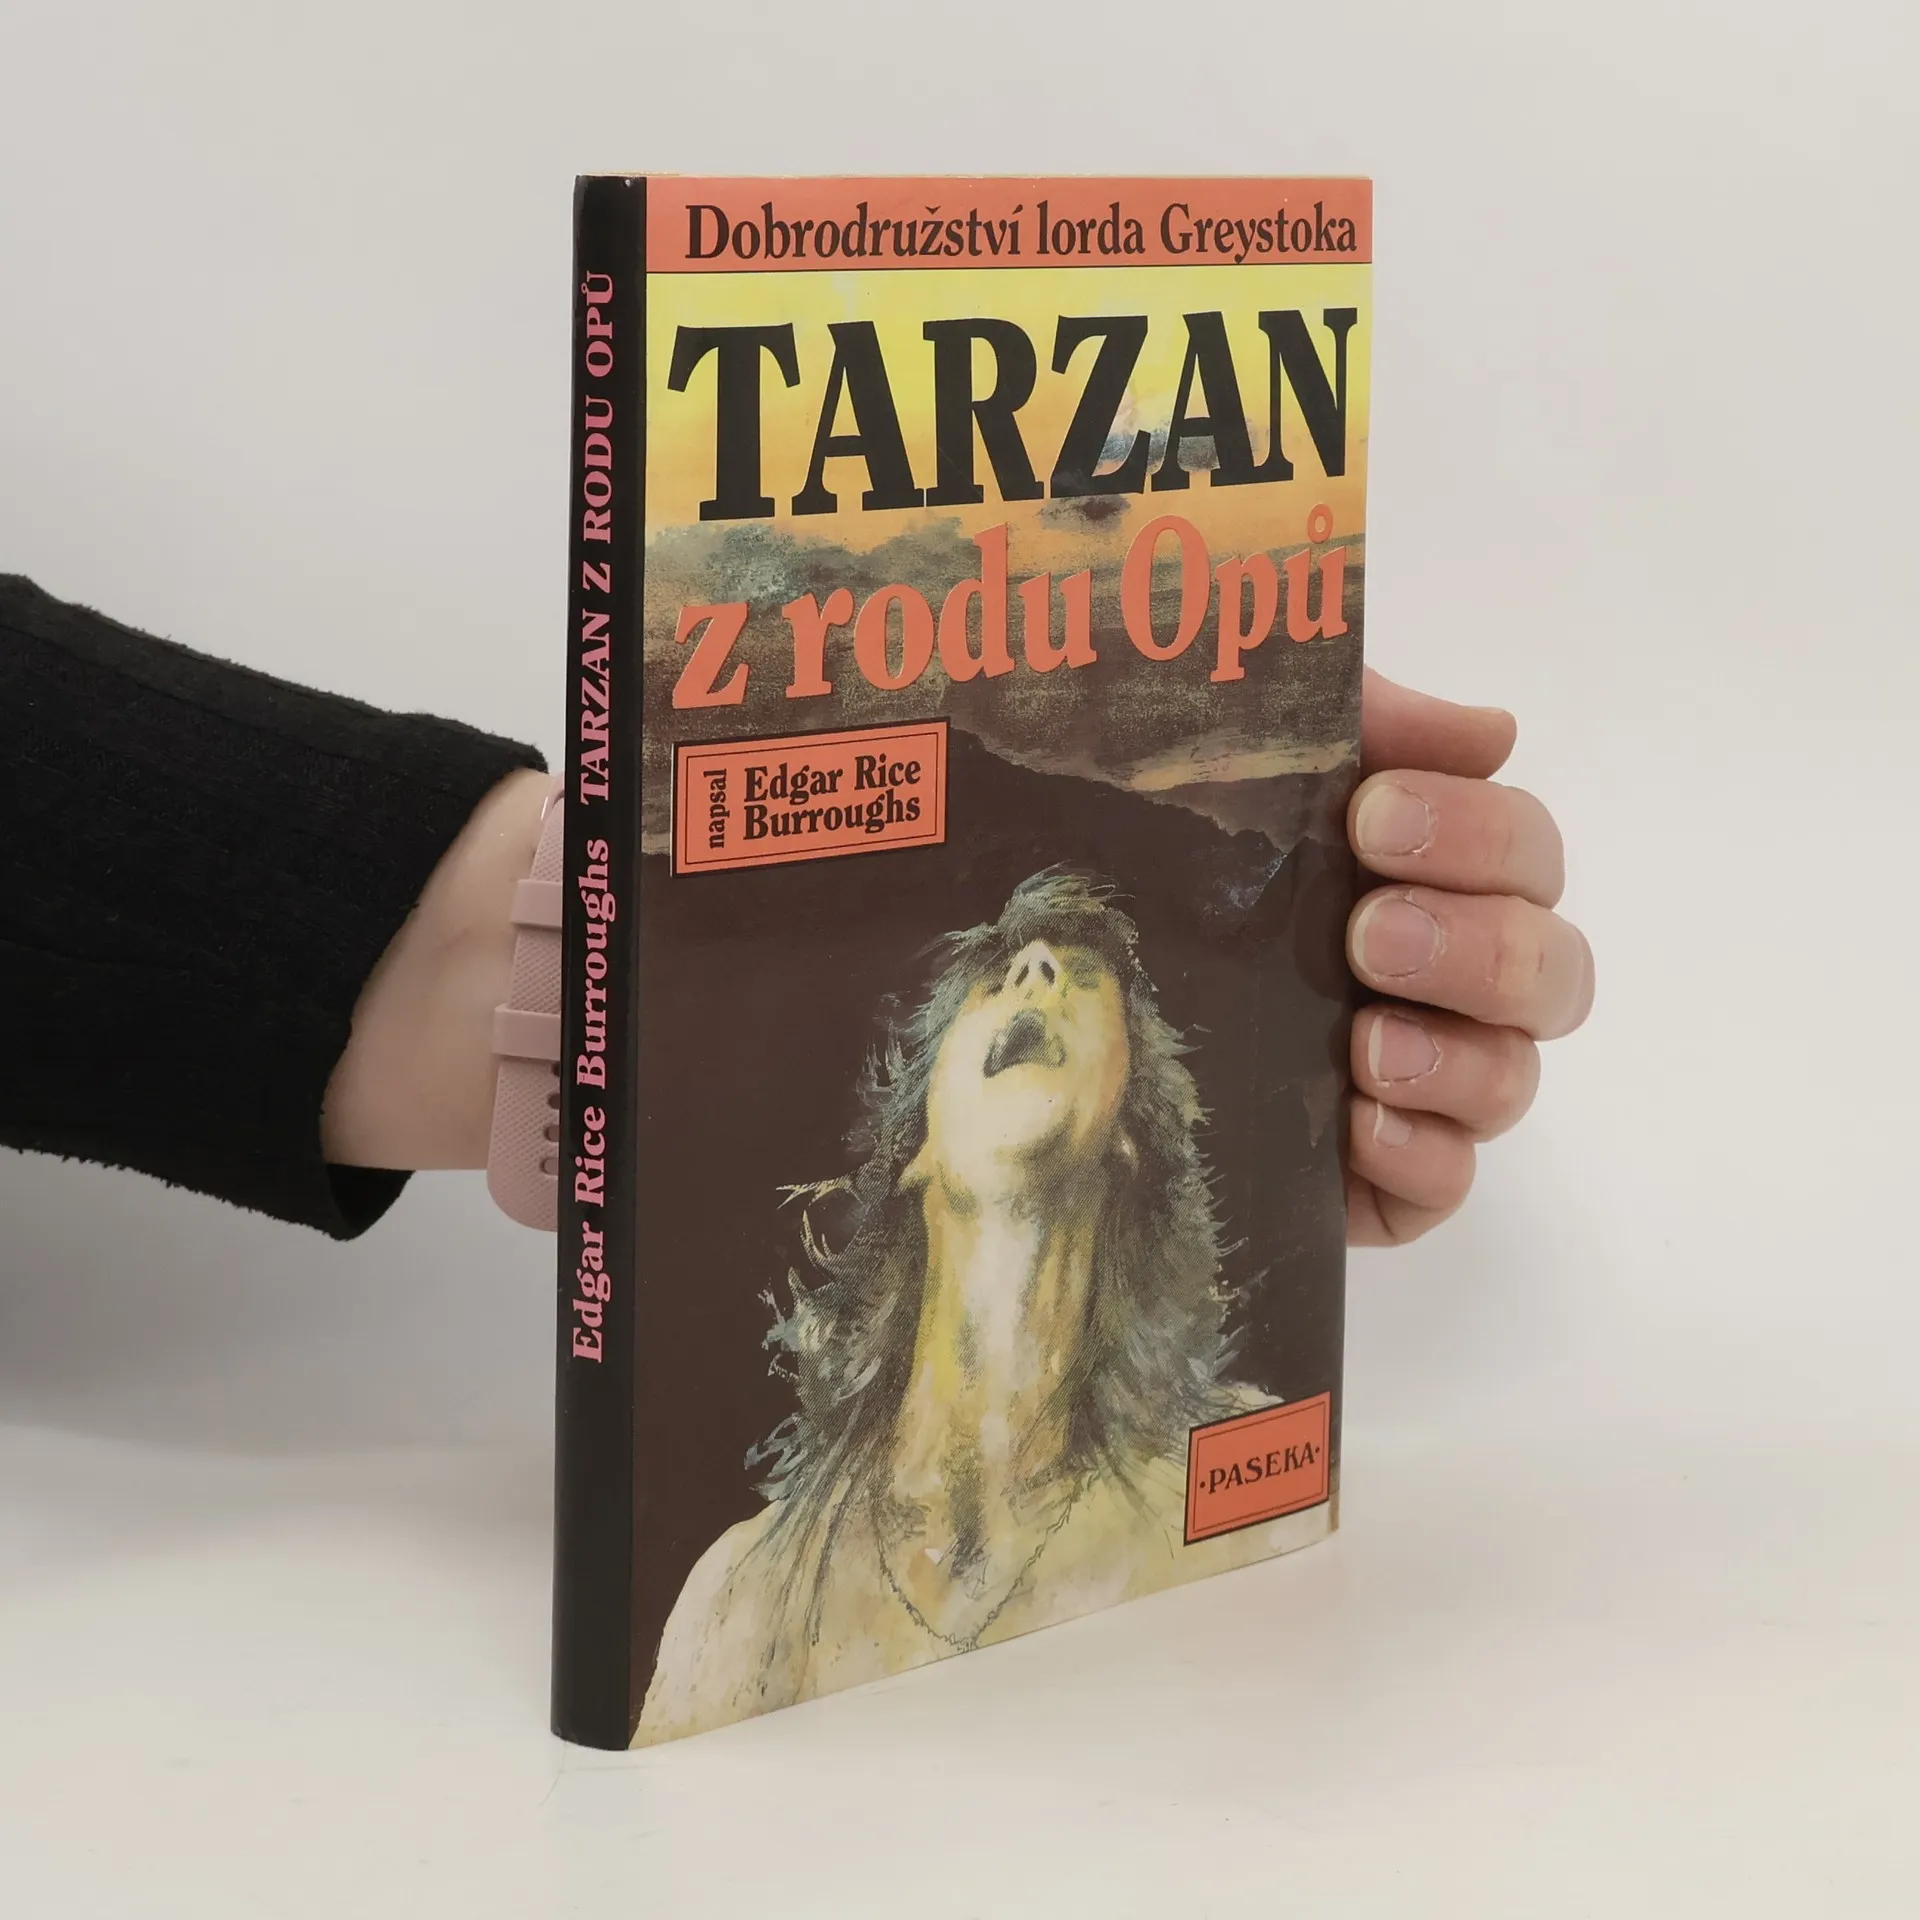 Dobrodružství lorda Greystoka
TARZAN
z rodu Opů
napsal
Edgar Rice
Burroughs
·PASEKA·
Edgar Rice Burroughs TARZAN Z RODU OPŮ